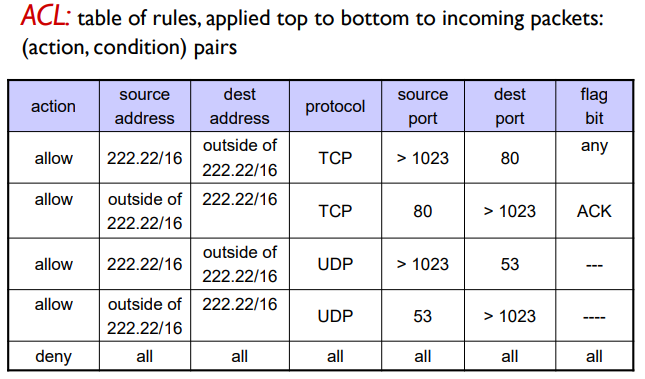 ACL: table of rules, applied top to bottom to incoming packets:
(action, condition) pairs
action source address dest address protocol source port dest port flag bit
allow 222.22/16 outside of 222.22/16 TCP > 1023 80 any
allow outside of 222.22/16 222.22/16 TCP 80 > 1023 ACK
allow 222.22/16 outside of 222.22/16 UDP > 1023 53 ---
allow outside of 222.22/16 222.22/16 UDP 53 > 1023 ----
deny all all all all all all